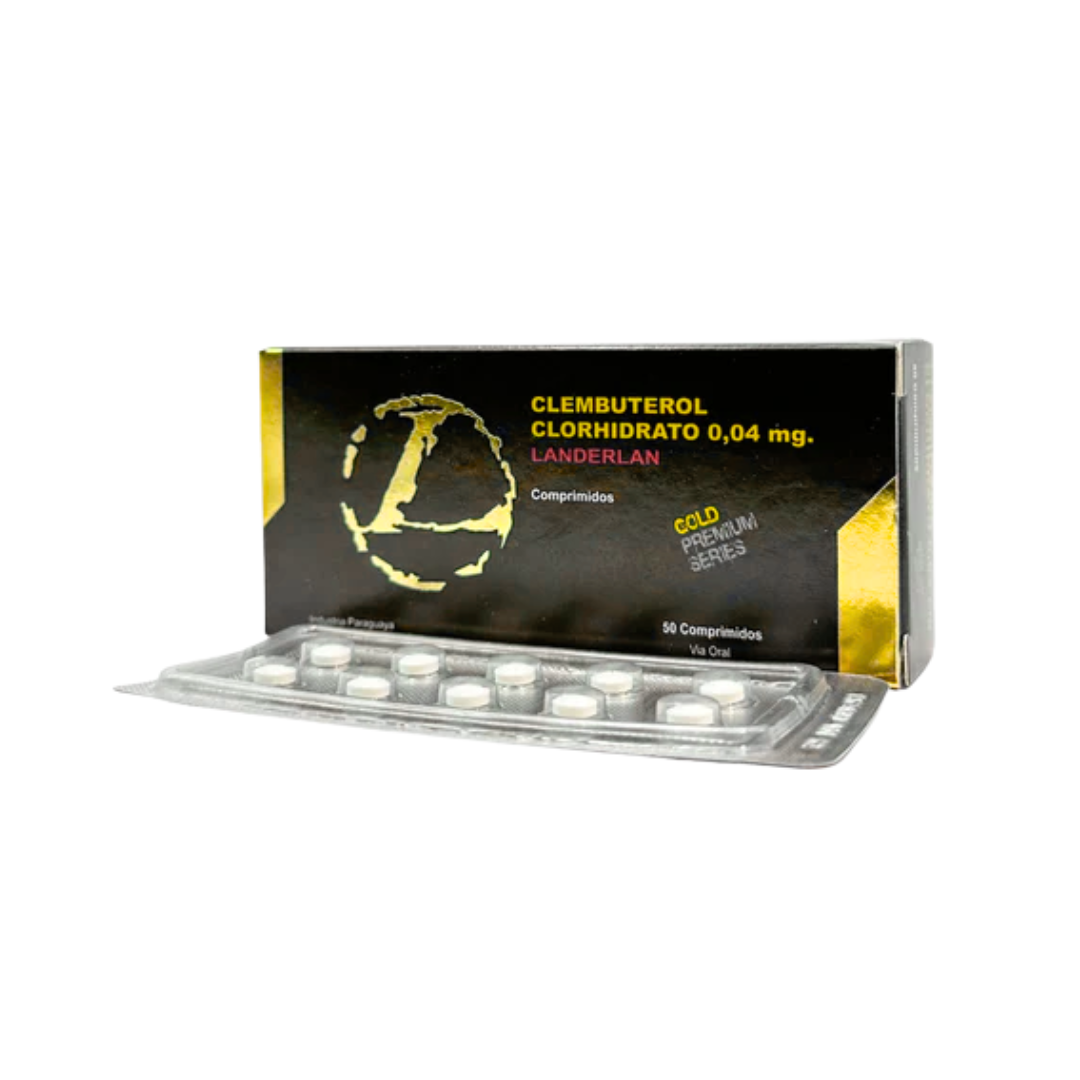 CLEMBUTEROL
CLORHIDRATO 0,04 mg.
LANDERLAN
Comprimidos
GOLD
PREMIUM
SERIES
Industria Paraguaya
50 Comprimidos
Via Oral